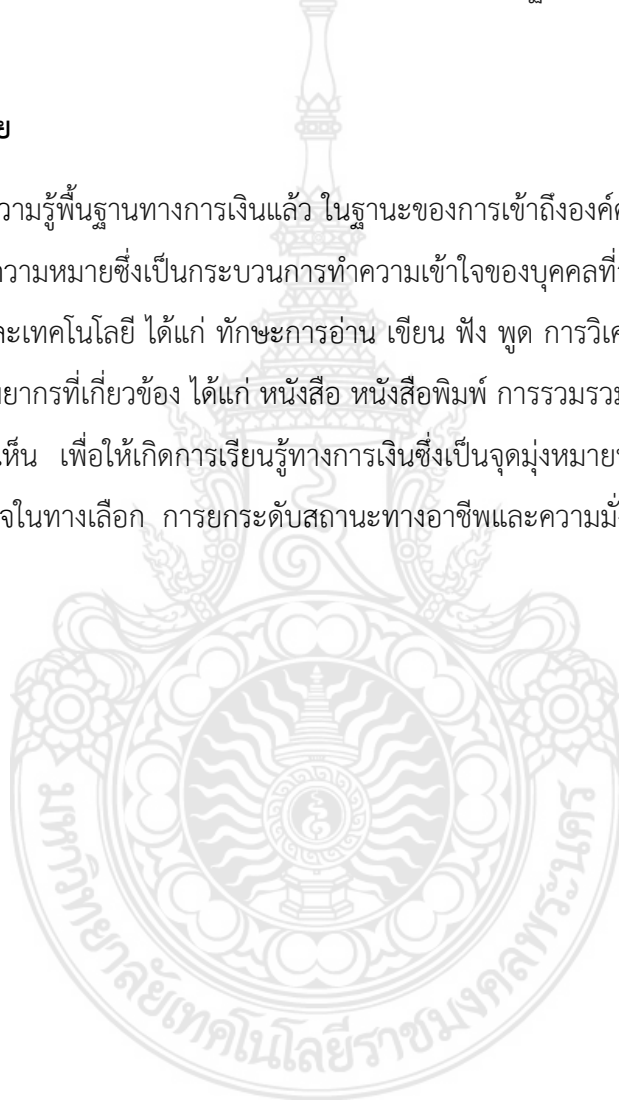 ย
วามรู้พื้นฐานทางการเงินแล้ว ในฐานะของการเข้าถึงองค์ค
ความหมายซึ่งเป็นกระบวนการทำความเข้าใจของบุคคลที่
ละเทคโนโลยี ได้แก่ ทักษะการอ่าน เขียน ฟัง พูด การวิเค
พยากรที่เกี่ยวข้อง ได้แก่ หนังสือ หนังสือพิมพ์ การรวมรวม
เห็น เพื่อให้เกิดการเรียนรู้ทางการเงินซึ่งเป็นจุดมุ่งหมาย
จในทางเลือก การยกระดับสถานะทางอาชีพและความมั่
มหาวิทยาลัยเทคโนโลยีราชมงคลพระนคร